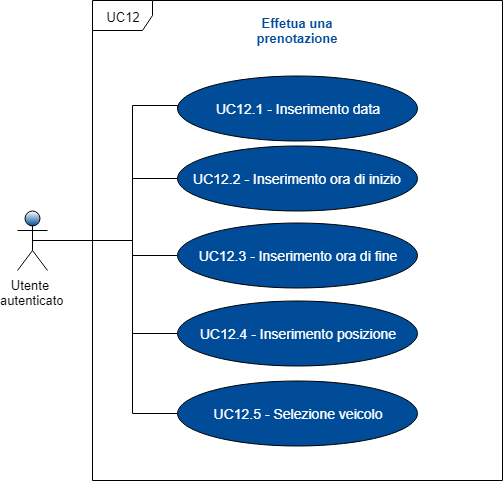 UC12
Effetua una
prenotazione
UC12.1 - Inserimento data
UC12.2 - Inserimento ora di inizio
UC12.3 - Inserimento ora di fine
UC12.4 - Inserimento posizione
UC12.5 - Selezione veicolo
Utente
autenticato